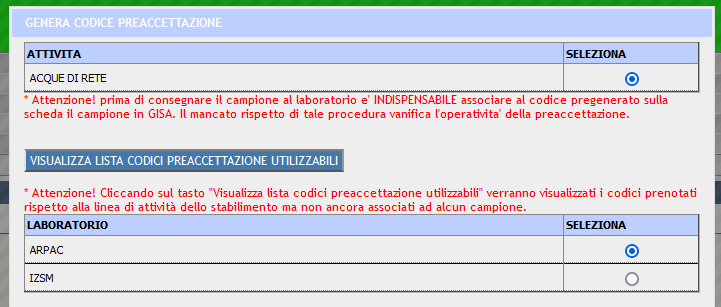 GENERA CODICE PREACCETTAZIONE
ATTIVITA SELEZIONA
ACQUE DI RETE
* Attenzione! prima di consegnare il campione al laboratorio e' INDISPENSABILE associare al codice pregenerato sulla
scheda il campione in GISA. Il mancato rispetto di tale procedura vanifica l'operativita' della preaccettazione.
VISUALIZZA LISTA CODICI PREACCETTAZIONE UTILIZZABILI
* Attenzione! Cliccando sul tasto "Visualizza lista codici preaccettazione utilizzabili" verranno visualizzati i codici prenotati
rispetto alla linea di attività dello stabilimento ma non ancora associati ad alcun campione.
LABORATORIO SELEZIONA
ARPAC
IZSM